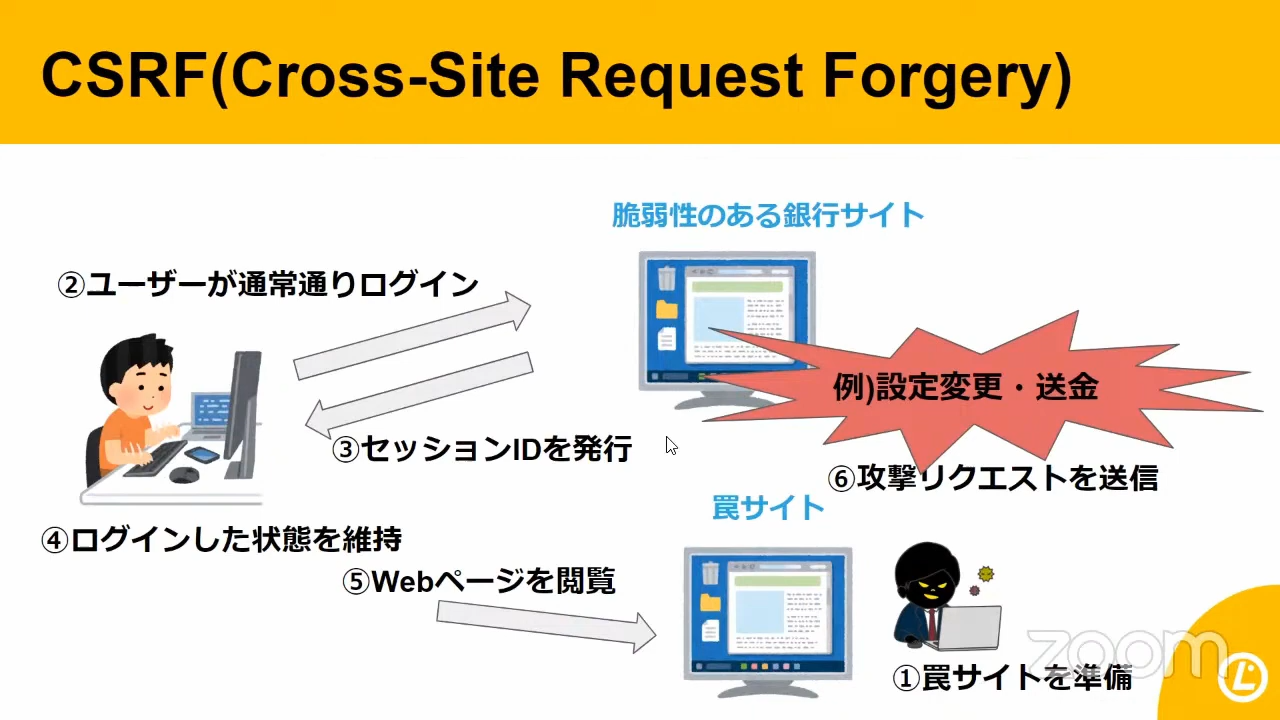 CSRF(Cross-Site Request Forgery)
脆弱性のある銀行サイト
②ユーザーが通常通りログイン
例)設定変更・送金
③セッションIDを発行
⑥攻撃リクエストを送信
罠サイト
④ログインした状態を維持
⑤Webページを閲覧
zoom
①罠サイトを準備
L